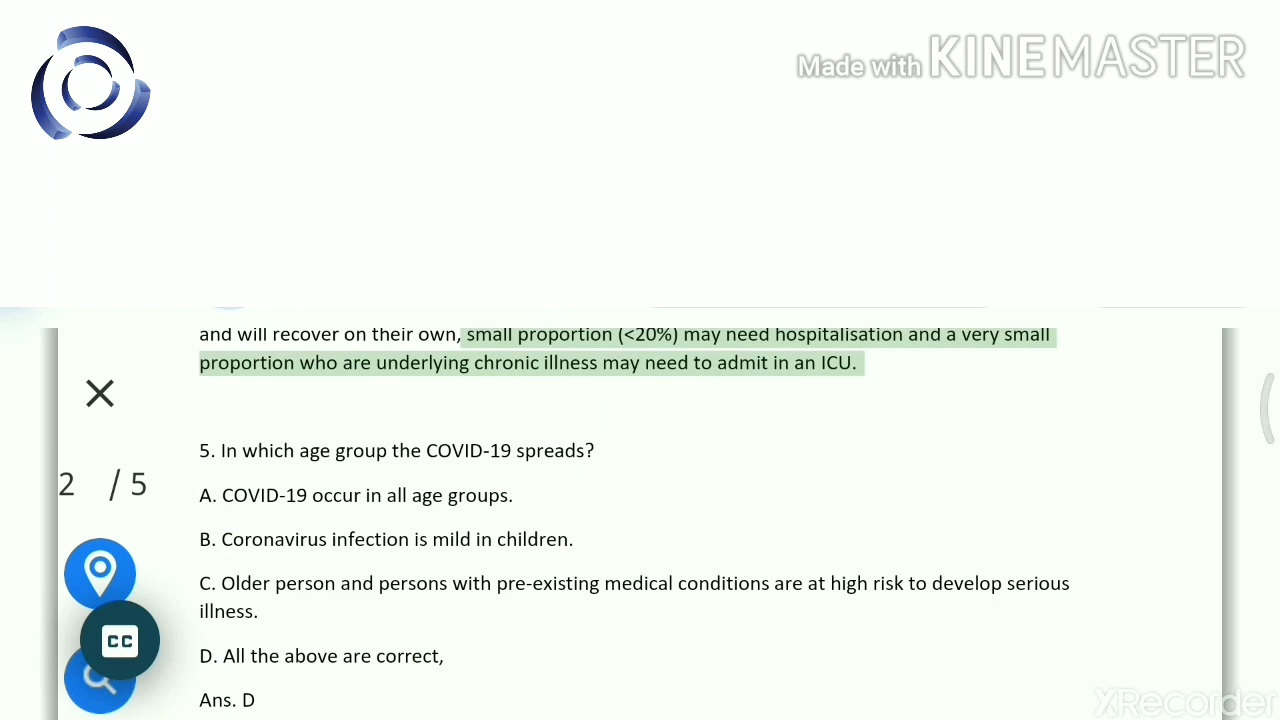 Made with KINEMASTER
and will recover on their own, small proportion (<20%) may need hospitalisation and a very small
proportion who are underlying chronic illness may need to admit in an ICU.
2 / 5
5. In which age group the COVID-19 spreads?
A. COVID-19 occur in all age groups.
B. Coronavirus infection is mild in children.
C. Older person and persons with pre-existing medical conditions are at high risk to develop serious
illness.
CC
D. All the above are correct,
Ans. D
XRecorder